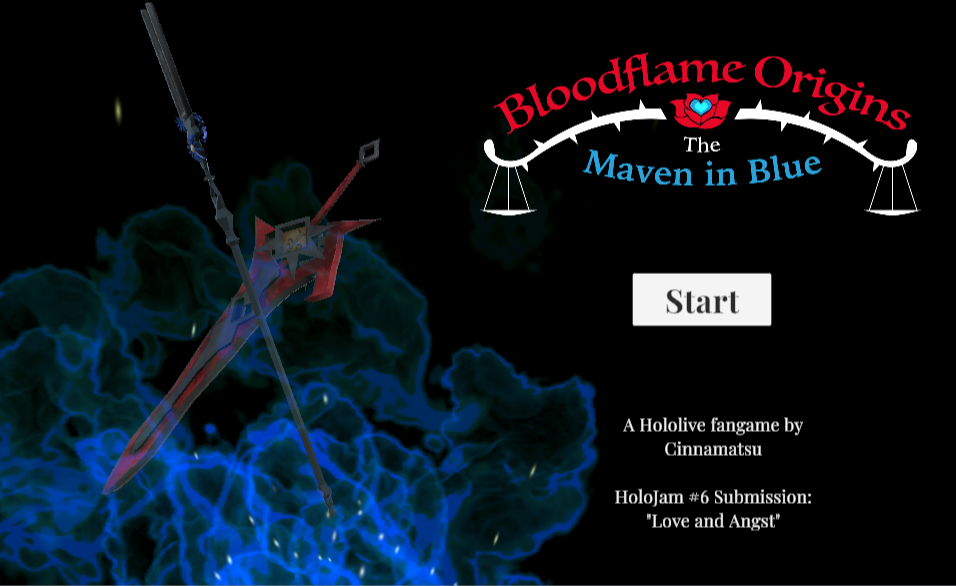 Bloodflame Origins
The
Maven in Blue
Start
A Hololive fangame by
Cinnamatsu
HoloJam #6 Submission:
"Love and Angst"